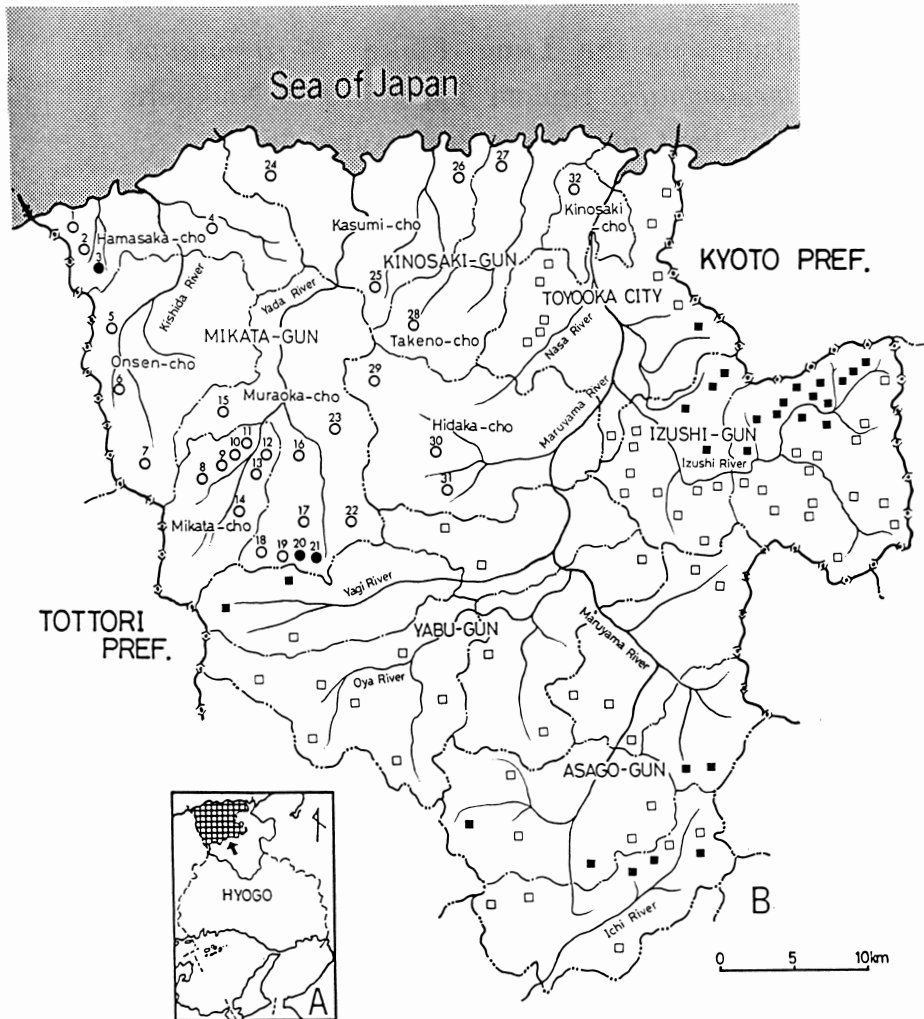 Sea of Japan
24
26
27
32
Kinosaki
-cho
1
2
3
Hamasaka-cho
4
Kasumi-cho
KINOSAKI-GUN
KYOTO PREF.
Kishida River
Yada River
25
TOYOOKA CITY
5
MIKATA-GUN
28
Takeno-cho
Nasa River
Onsen-cho
6
29
Muraoka-cho
15
23
Hidaka-cho
Maruyama River
IZUSHI-GUN
Izushi River
7
8
9
10
11
12
13
16
30
31
14
Mikata-cho
17
22
18
19
20
21
Yagi River
TOTTORI
PREF.
YABU-GUN
Maruyama River
Oya River
ASAGO-GUN
HYOGO
A
Ichi River
B
0 5 10km